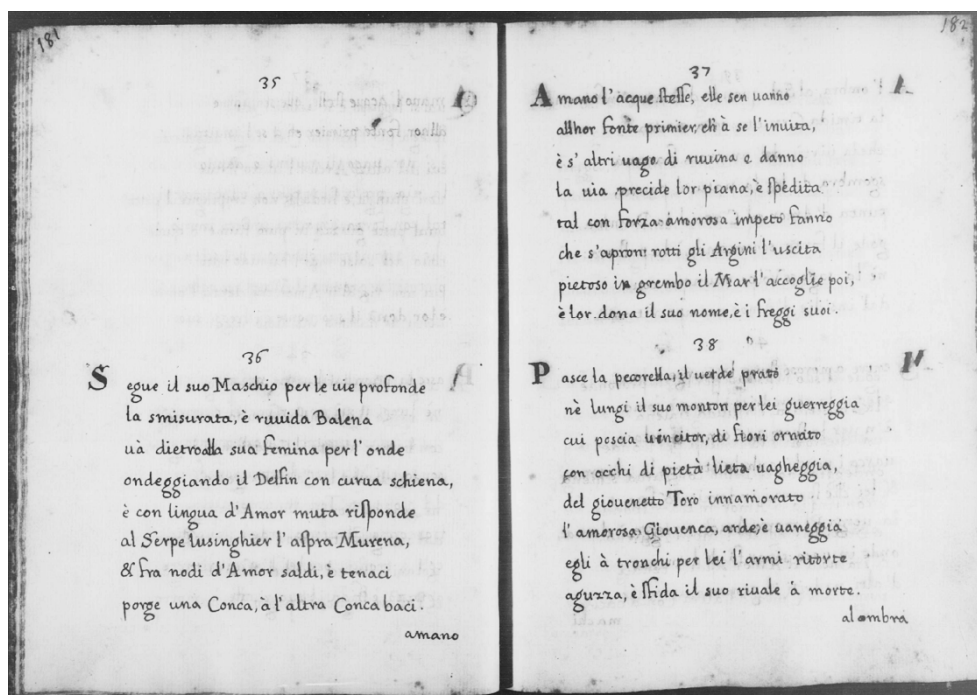 181
35
36
Segue il suo Maschio per le uie profonde
la smisurata, è ruuida Balena
uà dietro alla sua femina per l'onde
ondeggiando il Delfin con curua schiena,
è con lingua d'Amor muta risponde
al Serpe lusinghier l'aspra Murena,
& fra nodi d'Amor saldi, è tenaci
porge una Conca, à l'altra Conca baci.
amano
182
37
Amano l'acque stesse, elle sen uanno
all'hor fonte primier, ch'à se l'inuita,
è s'altri uago di ruuina e danno
la uia precide lor piana, è spedita
tal con forza amorosa impeto fanno
che s'apron rotti gli Argini l'uscita
pietoso in grembo il Mar l'accoglie poi,
è lor dona il suo nome, è i freggi suoi.
38
Pasce la pecorella, il uerde prato
nè lungi il suo monton per lei guerreggia
cui poscia uincitor, di fiori ornato
con occhi di pietà lieta uagheggia,
del giouenetto Toro innamorato
l'amorosa Giouenca, arde, è uaneggia
egli à tronchi per lei l'armi ritorte
aguzza, è sfida il suo riuale à morte.
al ombra